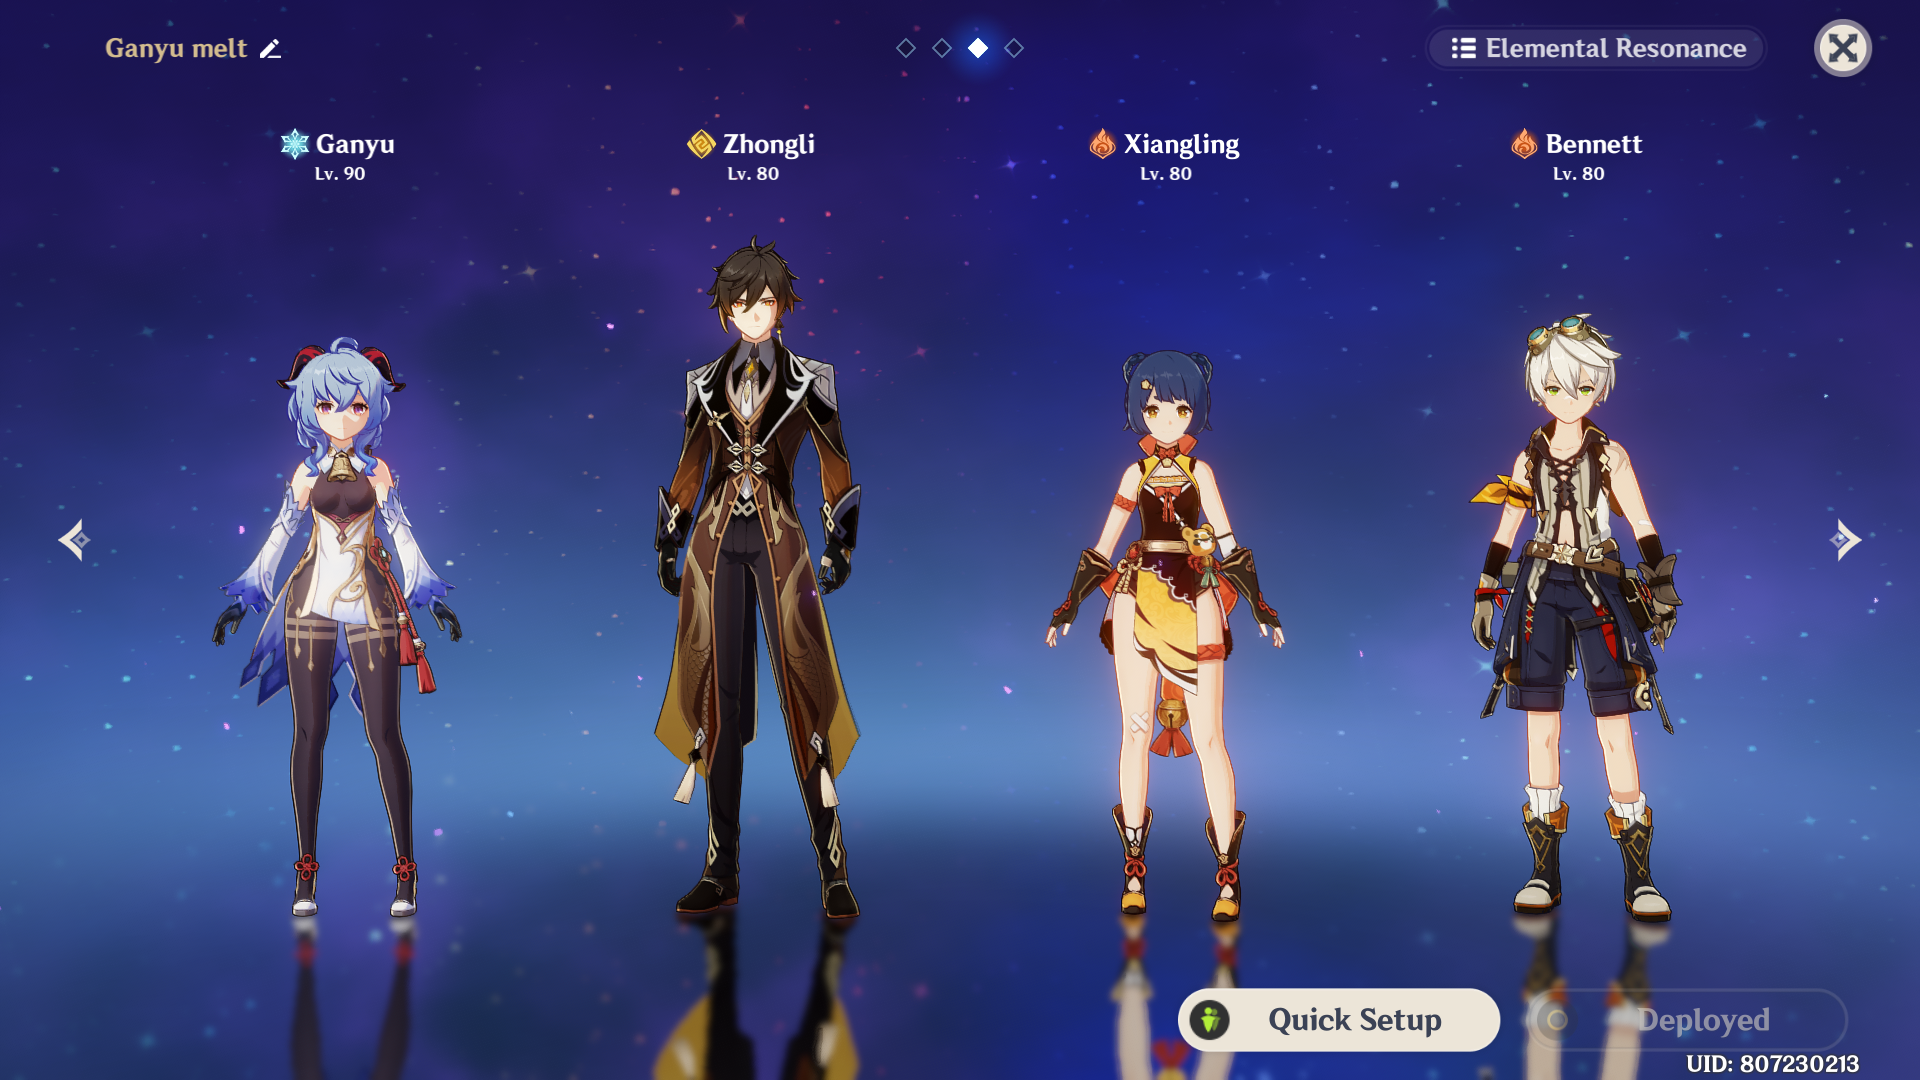 Ganyu melt
Elemental Resonance
Ganyu
Lv. 90
Zhongli
Lv. 80
Xiangling
Lv. 80
Bennett
Lv. 80
Quick Setup
Deployed
UID: 807230213